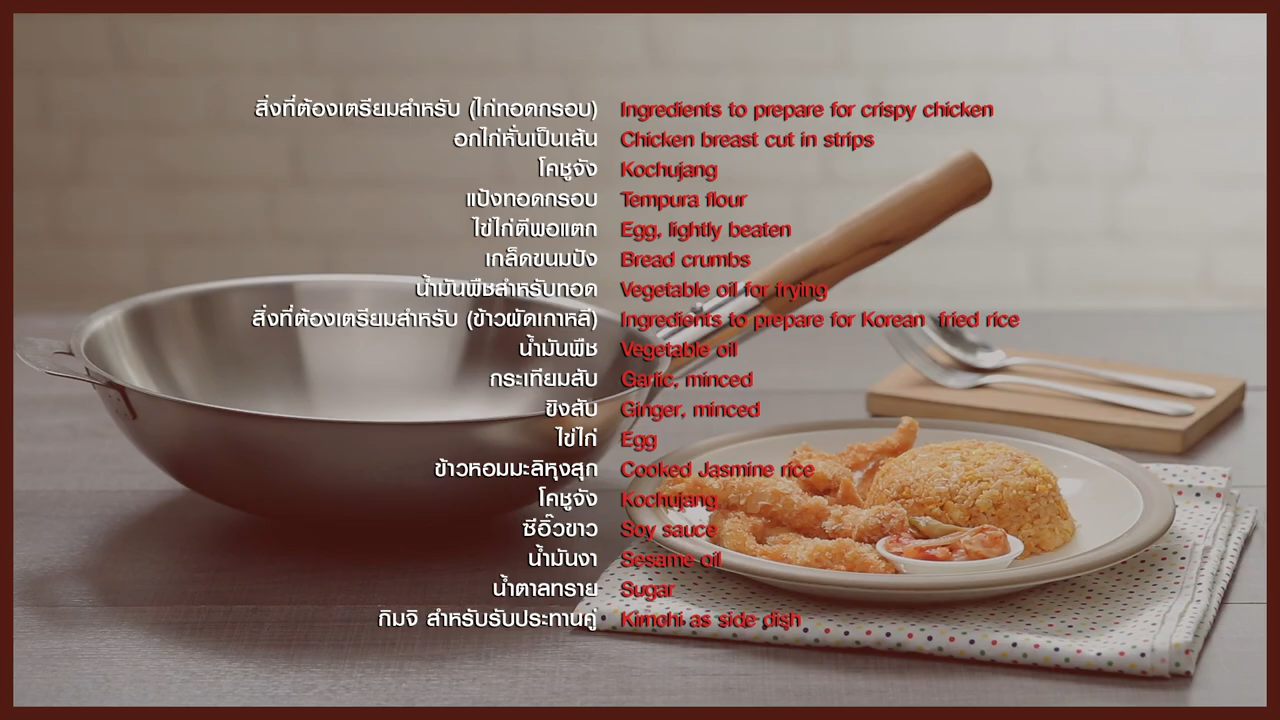 สิ่งที่ต้องเตรียมสำหรับ (ไก่ทอดกรอบ) Ingredients to prepare for crispy chicken
อกไก่หั่นเป็นเส้น Chicken breast cut in strips
โคชูจัง Kochujang
แป้งทอดกรอบ Tempura flour
ไข่ไก่ตีพอแตก Egg, lightly beaten
เกล็ดขนมปัง Bread crumbs
น้ำมันพืชสำหรับทอด Vegetable oil for frying
สิ่งที่ต้องเตรียมสำหรับ (ข้าวผัดเกาหลี) Ingredients to prepare for Korean fried rice
น้ำมันพืช Vegetable oil
กระเทียมสับ Garlic, minced
ขิงสับ Ginger, minced
ไข่ไก่ Egg
ข้าวหอมมะลิหุงสุก Cooked Jasmine rice
โคชูจัง Kochujang
ซีอิ๊วขาว Soy sauce
น้ำมันงา Sesame oil
น้ำตาลทราย Sugar
กิมจิ สำหรับรับประทานคู่ Kimchi as side dish